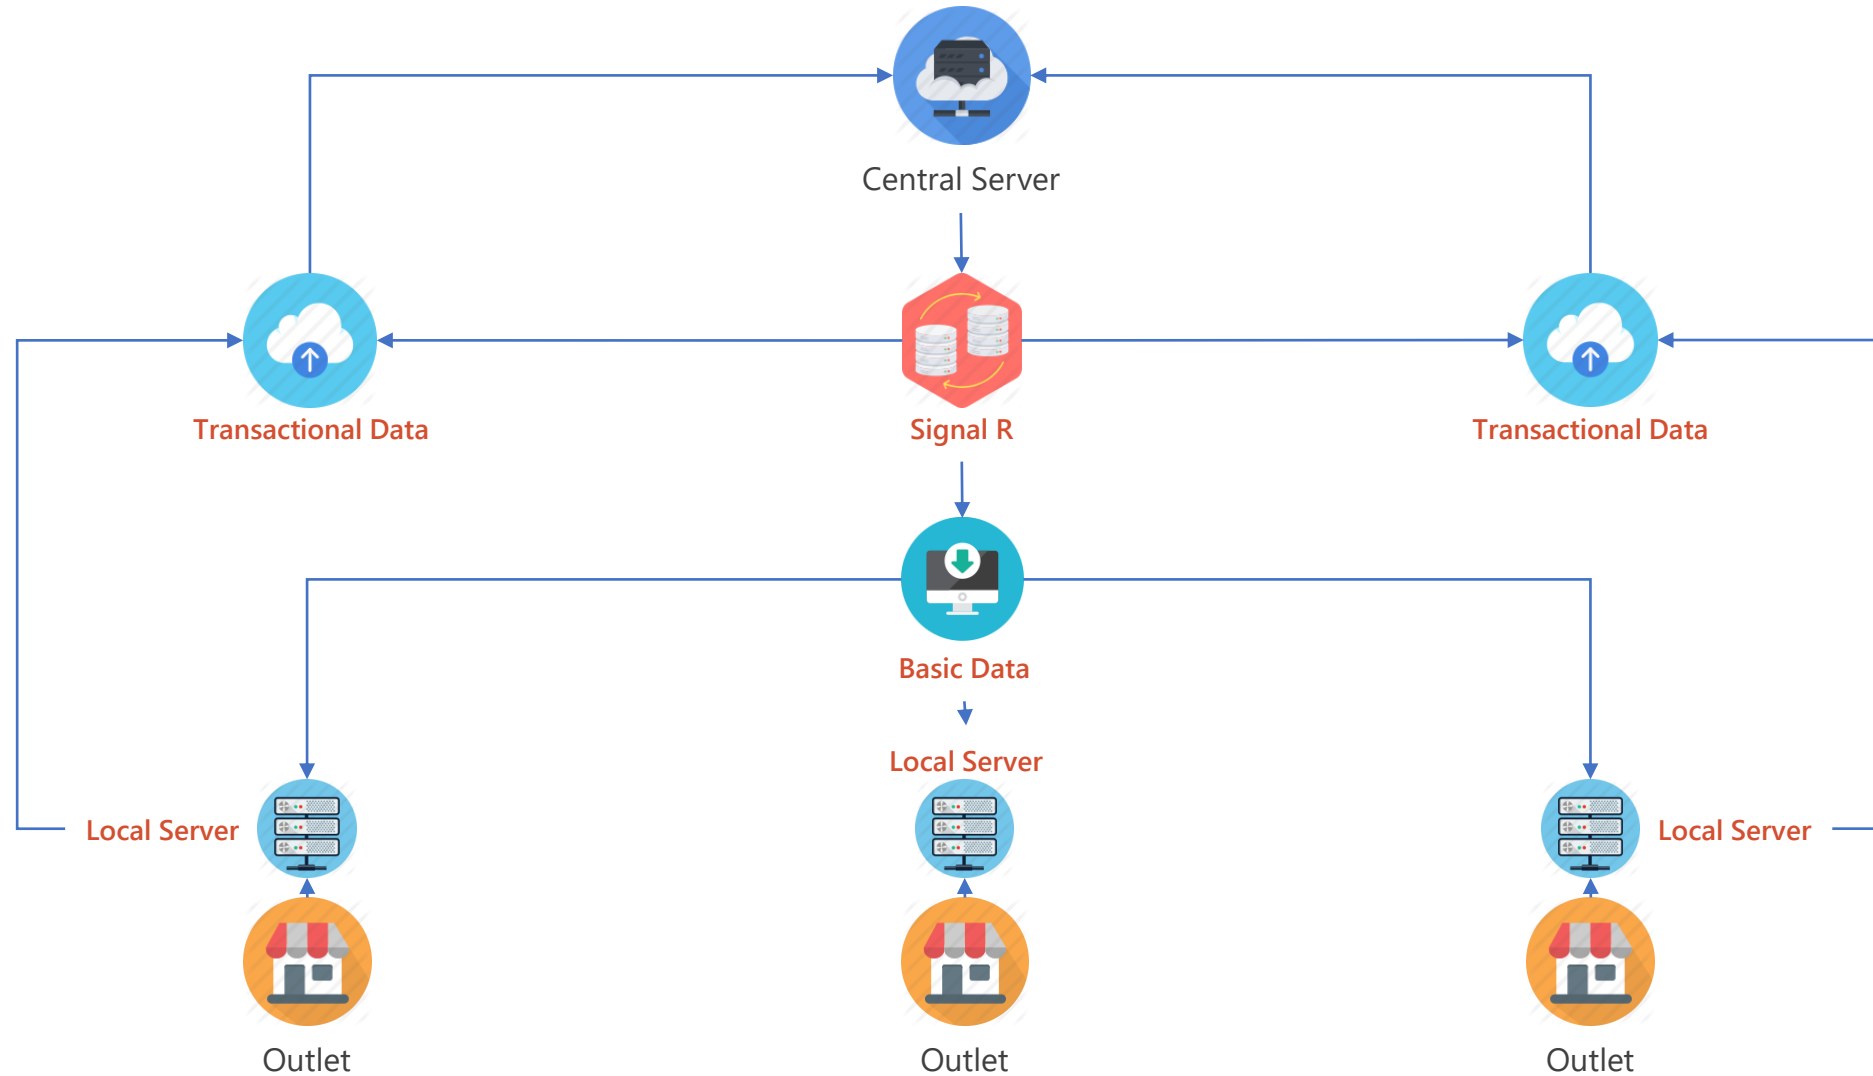 Central Server
Transactional Data
Signal R
Transactional Data
Basic Data
Local Server
Local Server
Local Server
Outlet
Outlet
Outlet